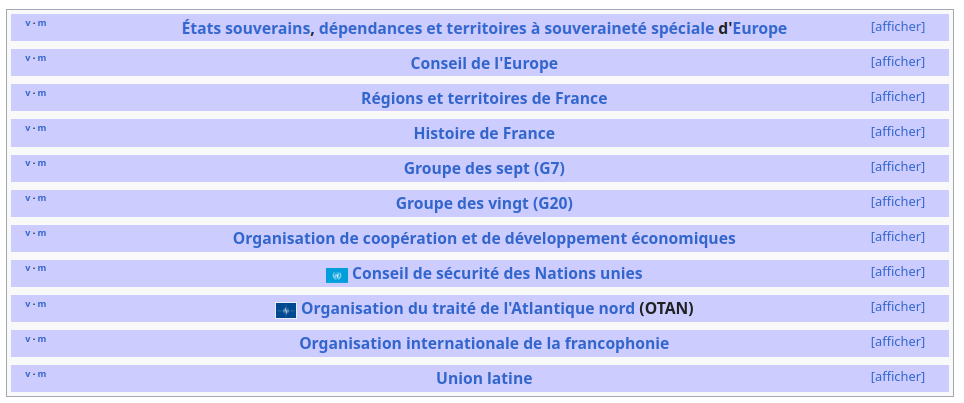 v · m États souverains, dépendances et territoires à souveraineté spéciale d'Europe [afficher]
v · m Conseil de l'Europe [afficher]
v · m Régions et territoires de France [afficher]
v · m Histoire de France [afficher]
v · m Groupe des sept (G7) [afficher]
v · m Groupe des vingt (G20) [afficher]
v · m Organisation de coopération et de développement économiques [afficher]
v · m Conseil de sécurité des Nations unies [afficher]
v · m Organisation du traité de l'Atlantique nord (OTAN) [afficher]
v · m Organisation internationale de la francophonie [afficher]
v · m Union latine [afficher]